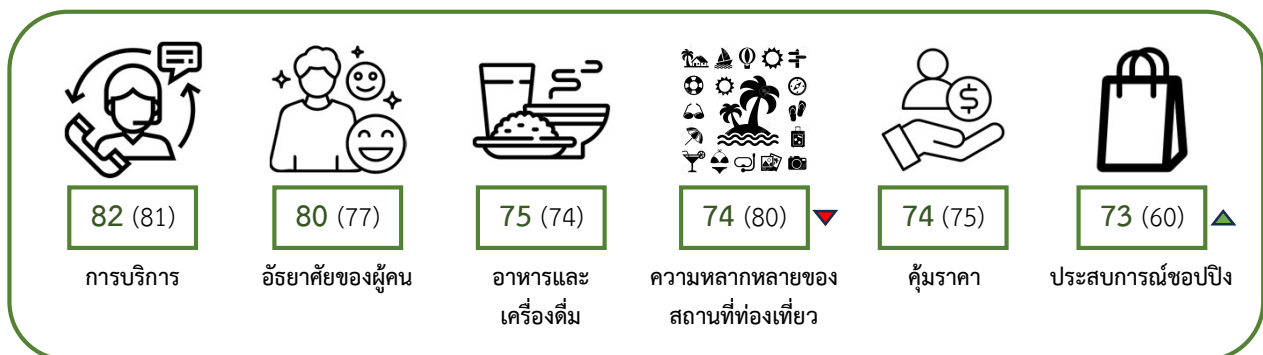 82 (81)
80 (77)
75 (74)
74 (80)
74 (75)
73 (60)
การบริการ
อัธยาศัยของผู้คน
อาหารและ
เครื่องดื่ม
ความหลากหลายของ
สถานที่ท่องเที่ยว
คุ้มราคา
ประสบการณ์ชอปปิง